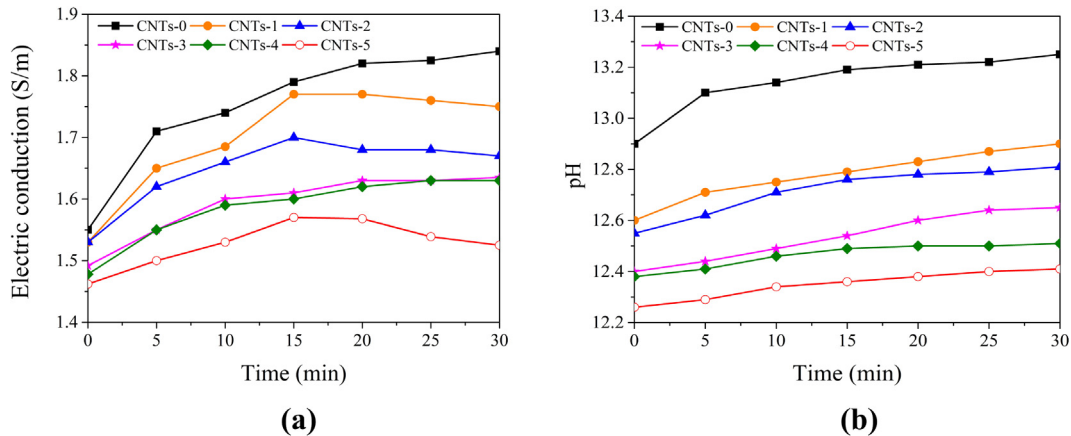 1.9
CNTs-0 CNTs-1 CNTs-2
CNTs-3 CNTs-4 CNTs-5
1.8
1.7
1.6
1.5
1.4
Electric conduction (S/m)
0 5 10 15 20 25 30
Time (min)
(a)
13.4
CNTs-0 CNTs-1 CNTs-2
CNTs-3 CNTs-4 CNTs-5
13.2
13.0
12.8
12.6
12.4
12.2
pH
0 5 10 15 20 25 30
Time (min)
(b)